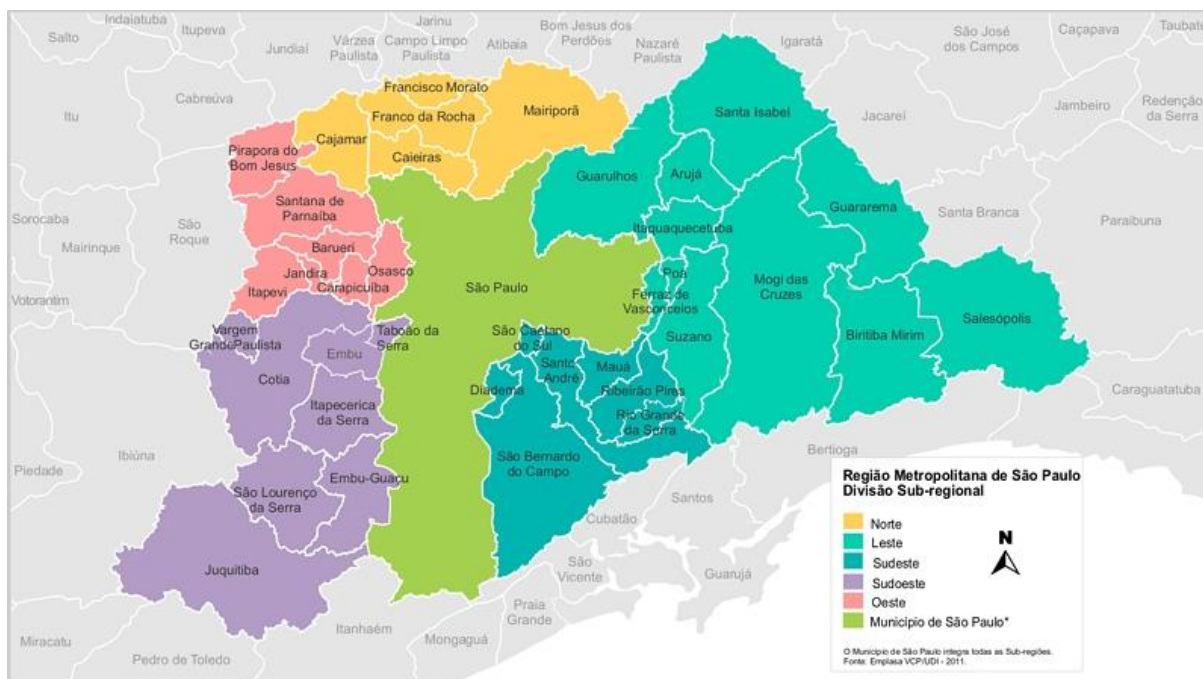 Indaiatuba
Salto
Itupeva
Jundiaí
Várzea
Paulista
Jarinu
Campo Limpo
Paulista
Atibaia
Bom Jesus dos
Perdões
Nazaré
Paulista
Igaratá
São José
dos Campos
Caçapava
Taubaté
Itu
Cabreúva
Jacareí
Jambeiro
Redenção
da Serra
Francisco Morato
Franco da Rocha
Mairiporã
Cajamar
Caieiras
Santa Isabel
Pirapora do
Bom Jesus
Guarulhos
Arujá
Guararema
Santa Branca
Paraibuna
Santana de
Parnaíba
Itaquaquecetuba
Sorocaba
Mairinque
São
Roque
Barueri
Jandira
Osasco
Carapicuíba
Itapevi
São Paulo
Poá
Ferraz de
Vasconcelos
Mogi das
Cruzes
Votorantim
Vargem
Grande Paulista
Taboão da
Serra
Embu
Cotia
São Caetano
do Sul
Santo
André
Mauá
Suzano
Biritiba Mirim
Salesópolis
Diadema
Ribeirão Pires
Itapecerica
da Serra
Rio Grande
da Serra
Caraguatatuba
Piedade
Ibiúna
São Bernardo
do Campo
Bertioga
São Lourenço
da Serra
Embu-Guaçu
Santos
Cubatão
Juquitiba
São
Vicente
Guarujá
Praia
Grande
Miracatu
Pedro de Toledo
Itanhaém
Mongaguá
Região Metropolitana de São Paulo
Divisão Sub-regional
Norte
Leste
Sudeste
Sudoeste
Oeste
Município de São Paulo*
N
O Município de São Paulo integra todas as Sub-regiões.
Fonte: Emplasa VCP/UDI - 2011.